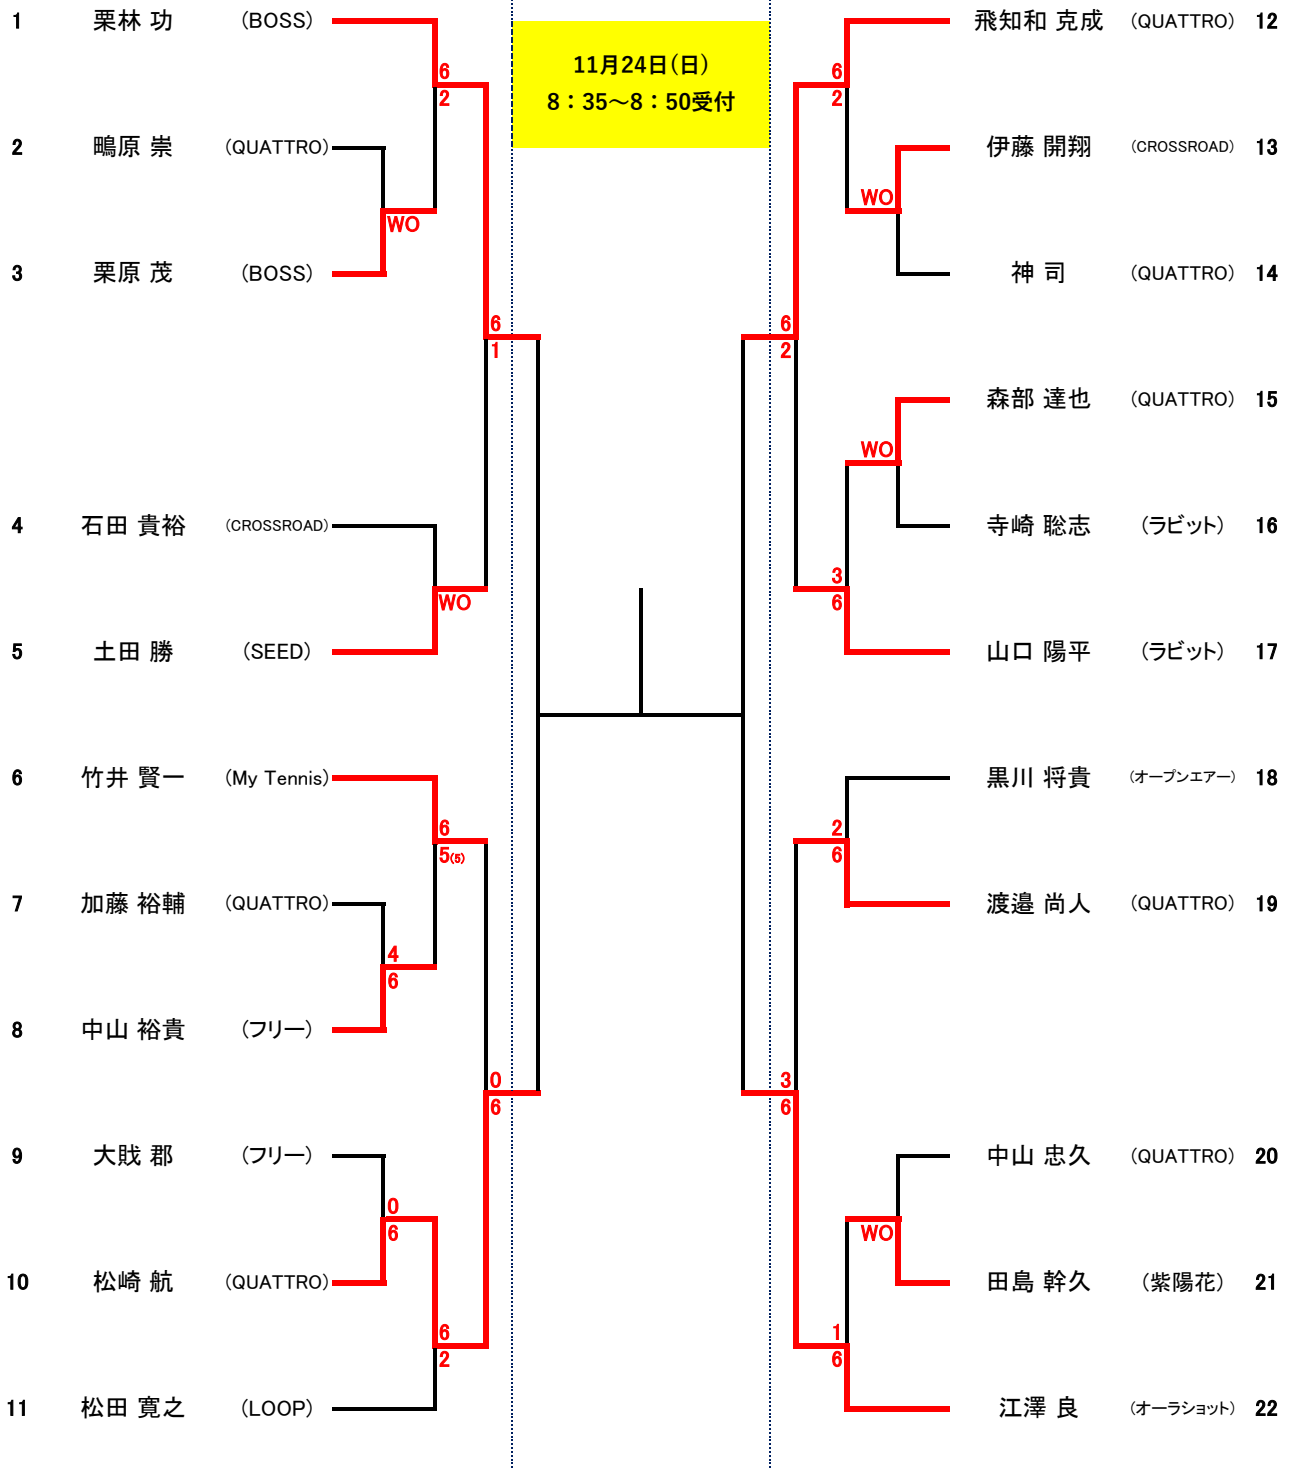 1 栗林 功 (BOSS)
6
2
2 鴫原 崇 (QUATTRO)
WO
3 栗原 茂 (BOSS)
6
1
4 石田 貴裕 (CROSSROAD)
WO
5 土田 勝 (SEED)
6 竹井 賢一 (My Tennis)
6
5(5)
7 加藤 裕輔 (QUATTRO)
4
6
8 中山 裕貴 (フリー)
0
6
9 大戝 郡 (フリー)
0
6
10 松崎 航 (QUATTRO)
6
2
11 松田 寛之 (LOOP)
11月24日(日)
8：35～8：50受付
飛知和 克成 (QUATTRO) 12
6
2
伊藤 開翔 (CROSSROAD) 13
WO
神 司 (QUATTRO) 14
6
2
森部 達也 (QUATTRO) 15
WO
寺崎 聡志 (ラビット) 16
3
6
山口 陽平 (ラビット) 17
黒川 将貴 (オープンエアー) 18
2
6
渡邉 尚人 (QUATTRO) 19
3
6
中山 忠久 (QUATTRO) 20
WO
田島 幹久 (紫陽花) 21
1
6
江澤 良 (オーラショット) 22